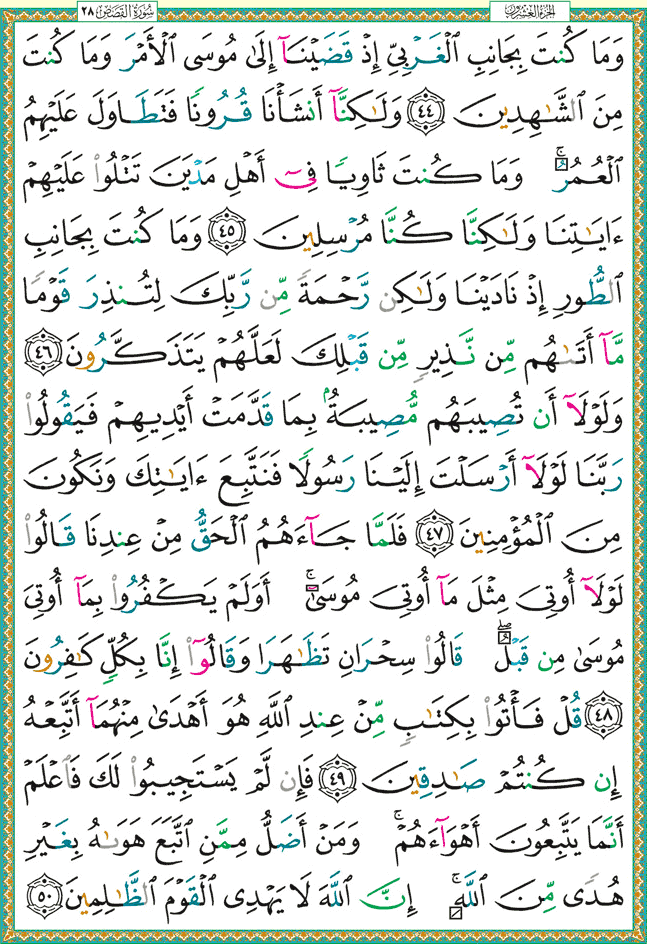 الجزء العشرون
سورة القصص ٢٨
وَمَا كُنتَ بِجَانِبِ ٱلْغَرْبِىِّ إِذْ قَضَيْنَآ إِلَىٰ مُوسَى ٱلْأَمْرَ وَمَا كُنتَ
مِنَ ٱلشَّـٰهِدِينَ ٤٤ وَلَـٰكِنَّآ أَنشَأْنَا قُرُونًا فَتَطَاوَلَ عَلَيْهِمُ
ٱلْعُمُرُ ۚ وَمَا كُنتَ ثَاوِيًا فِىٓ أَهْلِ مَدْيَنَ تَتْلُوا۟ عَلَيْهِمْ
ءَايَـٰتِنَا وَلَـٰكِنَّا كُنَّا مُرْسِلِينَ ٤٥ وَمَا كُنتَ بِجَانِبِ
ٱلطُّورِ إِذْ نَادَيْنَا وَلَـٰكِن رَّحْمَةً مِّن رَّبِّكَ لِتُنذِرَ قَوْمًا
مَّآ أَتَىٰهُم مِّن نَّذِيرٍ مِّن قَبْلِكَ لَعَلَّهُمْ يَتَذَكَّرُونَ ٤٦
وَلَوْلَآ أَن تُصِيبَهُم مُّصِيبَةٌۢ بِمَا قَدَّمَتْ أَيْدِيهِمْ فَيَقُولُوا۟
رَبَّنَا لَوْلَآ أَرْسَلْتَ إِلَيْنَا رَسُولًا فَنَتَّبِعَ ءَايَـٰتِكَ وَنَكُونَ
مِنَ ٱلْمُؤْمِنِينَ ٤٧ فَلَمَّا جَآءَهُمُ ٱلْحَقُّ مِنْ عِندِنَا قَالُوا۟
لَوْلَآ أُوتِىَ مِثْلَ مَآ أُوتِىَ مُوسَىٰٓ ۚ أَوَلَمْ يَكْفُرُوا۟ بِمَآ أُوتِىَ
مُوسَىٰ مِن قَبْلُ ۖ قَالُوا۟ سِحْرَانِ تَظَـٰهَرَا وَقَالُوٓا۟ إِنَّا بِكُلٍّ كَـٰفِرُونَ
٤٨ قُلْ فَأْتُوا۟ بِكِتَـٰبٍ مِّنْ عِندِ ٱللَّهِ هُوَ أَهْدَىٰ مِنْهُمَآ أَتَّبِعْهُ
إِن كُنتُمْ صَـٰدِقِينَ ٤٩ فَإِن لَّمْ يَسْتَجِيبُوا۟ لَكَ فَٱعْلَمْ
أَنَّمَا يَتَّبِعُونَ أَهْوَآءَهُمْ ۚ وَمَنْ أَضَلُّ مِمَّنِ ٱتَّبَعَ هَوَىٰهُ بِغَيْرِ
هُدًى مِّنَ ٱللَّهِ ۚ إِنَّ ٱللَّهَ لَا يَهْدِى ٱلْقَوْمَ ٱلظَّـٰلِمِينَ ٥٠